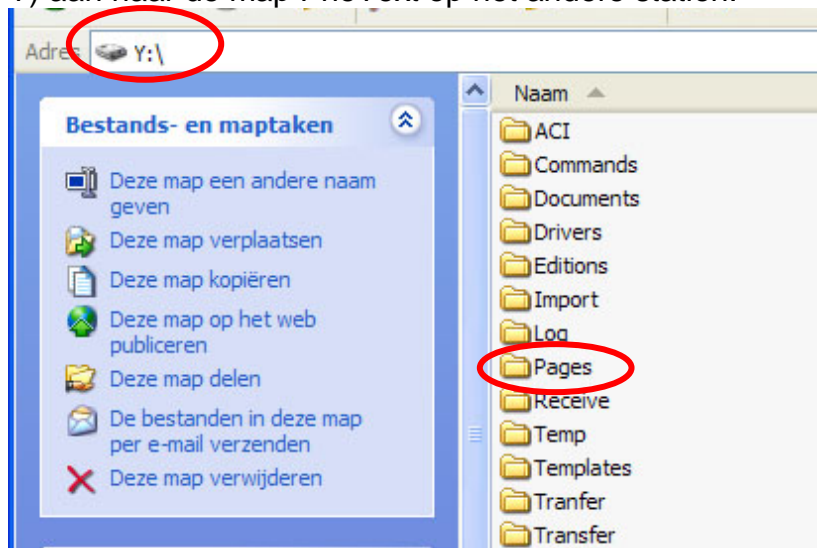 Adres Y:\
Bestands- en maptaken
Deze map een andere naam
geven
Deze map verplaatsen
Deze map kopiëren
Deze map op het web
publiceren
Deze map delen
De bestanden in deze map
per e-mail verzenden
Deze map verwijderen
Naam
ACI
Commands
Documents
Drivers
Editions
Import
Log
Pages
Receive
Temp
Templates
Tranfer
Transfer